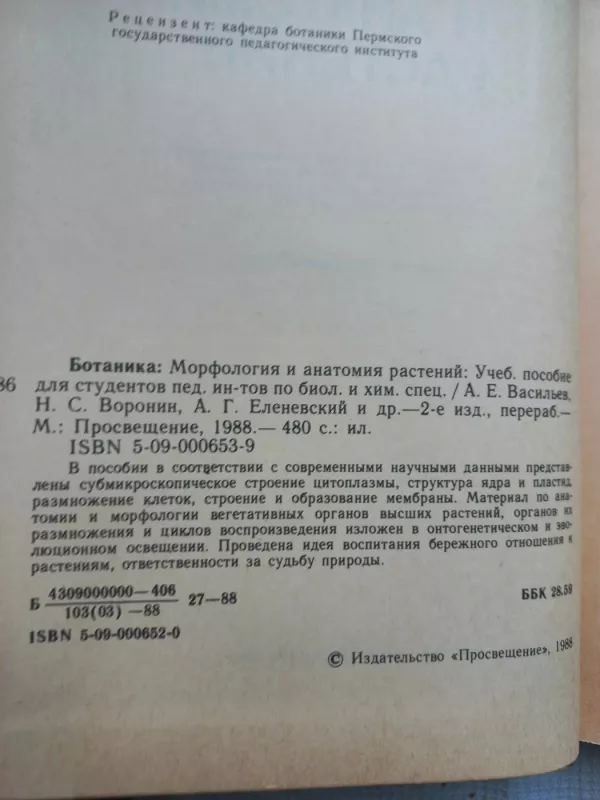 Рецензент: кафедра ботаники Пермского
государственного педагогического института
Ботаника: Морфология и анатомия растений: Учеб. пособие
86 для студентов пед. ин-тов по биол. и хим. спец. / А. Е. Васильев,
Н. С. Воронин, А. Г. Еленевский и др.—2-е изд., перераб.—
М.: Просвещение, 1988.— 480 с.: ил.
ISBN 5-09-000653-9
В пособии в соответствии с современными научными данными представ-
лены субмикроскопическое строение цитоплазмы, структура ядра и пластид,
размножение клеток, строение и образование мембраны. Материал по ана-
томии и морфологии вегетативных органов высших растений, органов их
размножения и циклов воспроизведения изложен в онтогенетическом и эво-
люционном освещении. Проведена идея воспитания бережного отношения к
растениям, ответственности за судьбу природы.
Б 4309000000—406
103(03) —88 27—88
ББК 28.59
ISBN 5-09-000652-0
© Издательство «Просвещение», 1988